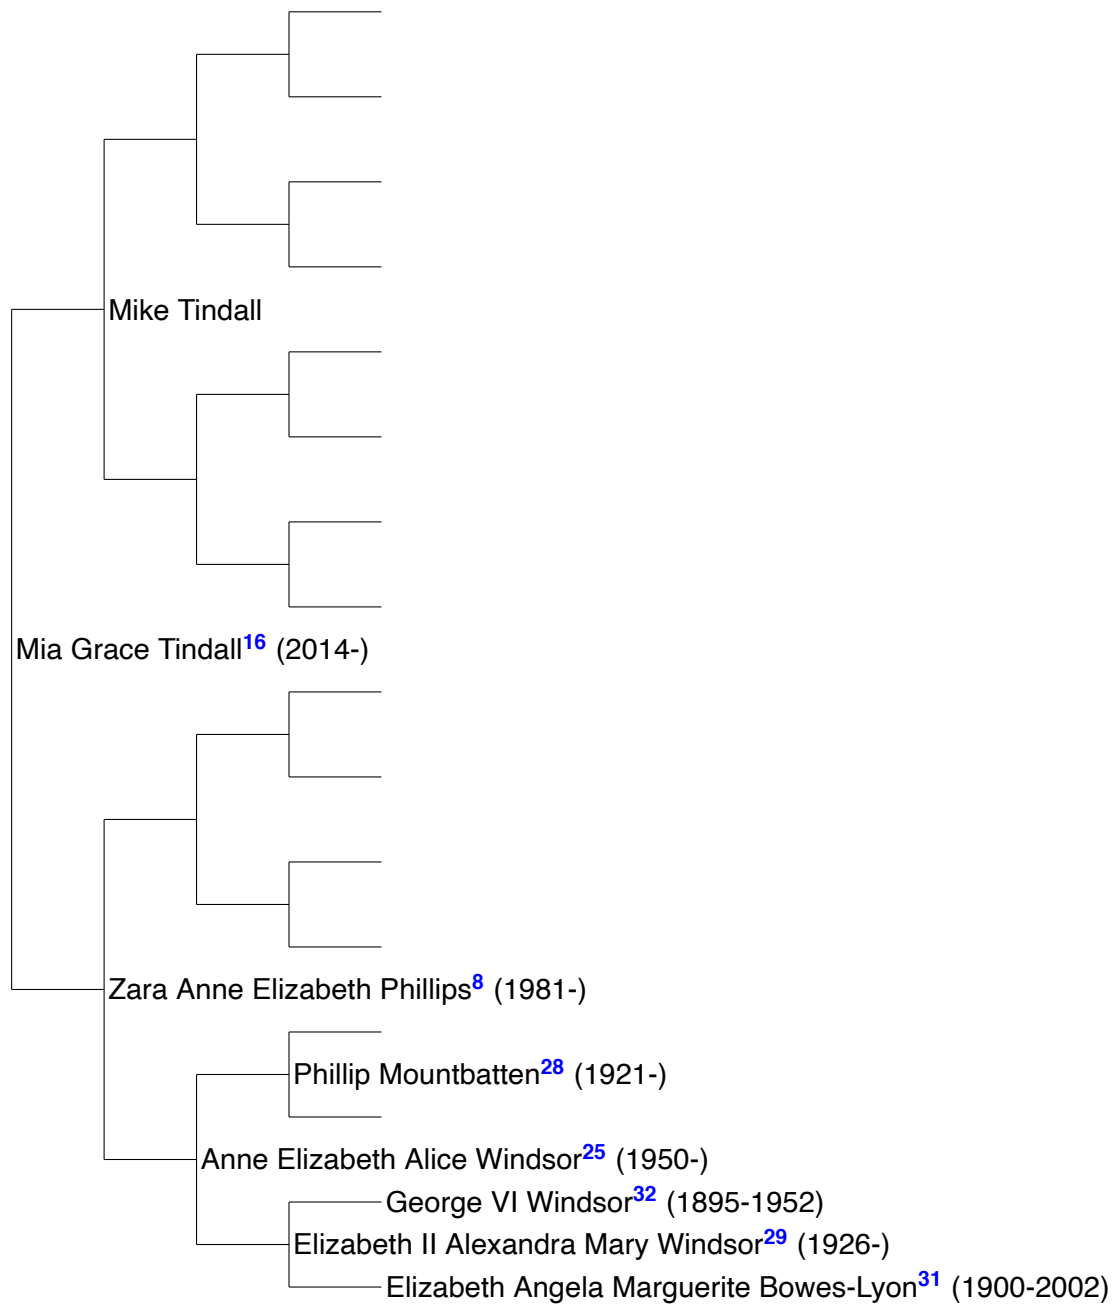 Mike Tindall
Mia Grace Tindall16 (2014-)
Zara Anne Elizabeth Phillips8 (1981-)
Phillip Mountbatten28 (1921-)
Anne Elizabeth Alice Windsor25 (1950-)
George VI Windsor32 (1895-1952)
Elizabeth II Alexandra Mary Windsor29 (1926-)
Elizabeth Angela Marguerite Bowes-Lyon31 (1900-2002)